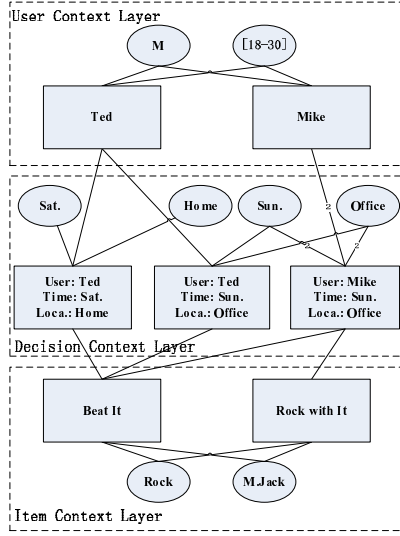 User Context Layer
M
[18-30]
Ted
Mike
Sat.
Home
Sun.
Office
2
2
2
User: Ted
Time: Sat.
Loca.: Home
User: Ted
Time: Sun.
Loca.: Office
User: Mike
Time: Sun.
Loca.: Office
Decision Context Layer
Beat It
Rock with It
Rock
M.Jack
Item Context Layer